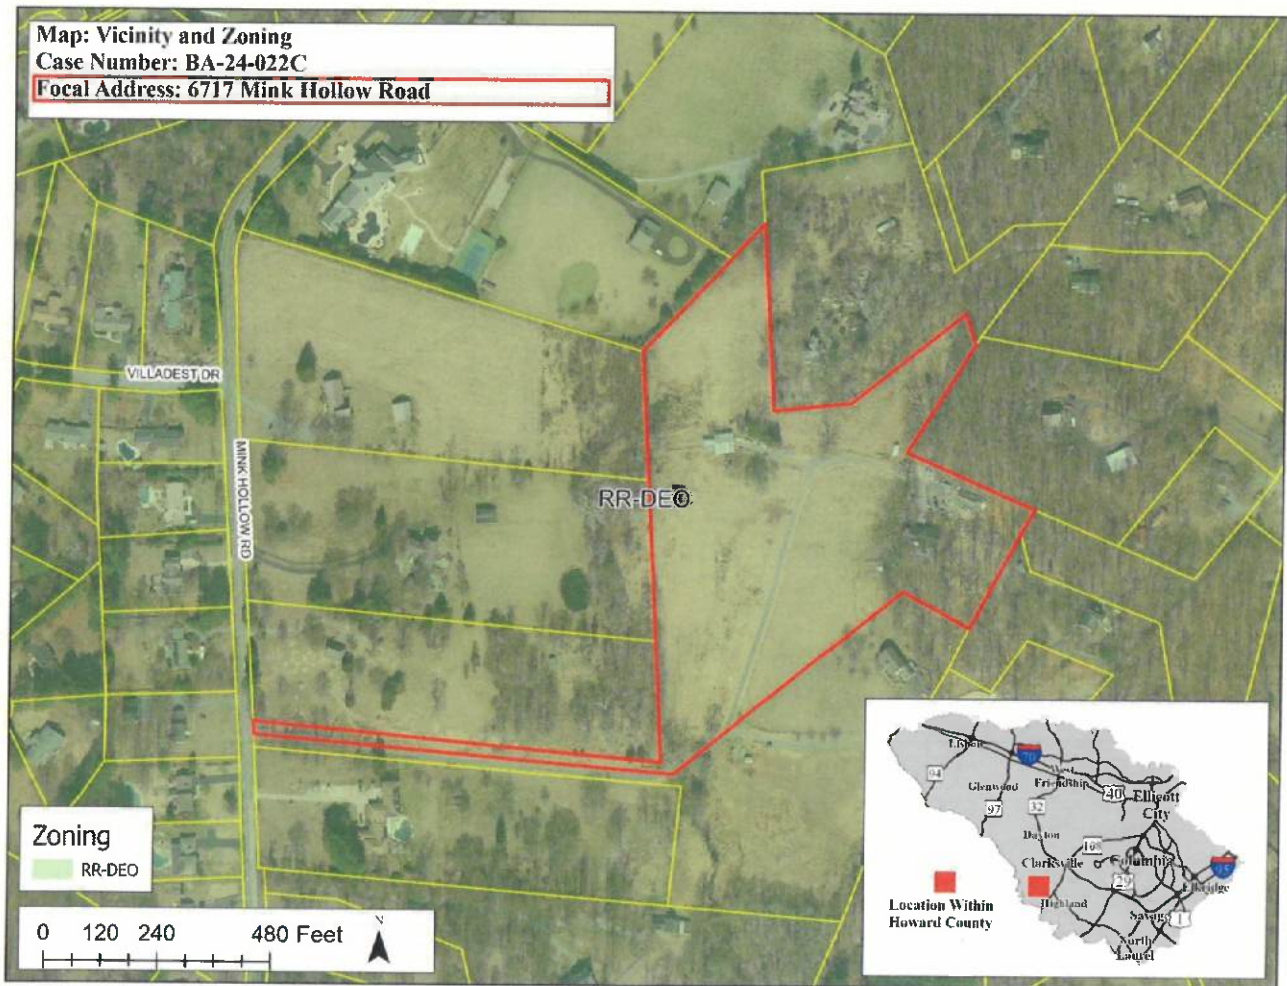 Map: Vicinity and Zoning
Case Number: BA-24-022C
Focal Address: 6717 Mink Hollow Road
VILLADEST DR
MINK HOLLOW RD
RR-DEO
Zoning
RR-DEO
0 120 240 480 Feet
N
Lisbon
70
94
West
Friendship
Glenwood
40
Ellicott
City
97
32
Dayton
108
Clarksville
Columbia
29
95
Elkridge
Highland
Location Within
Howard County
Savage
1
North
Laurel